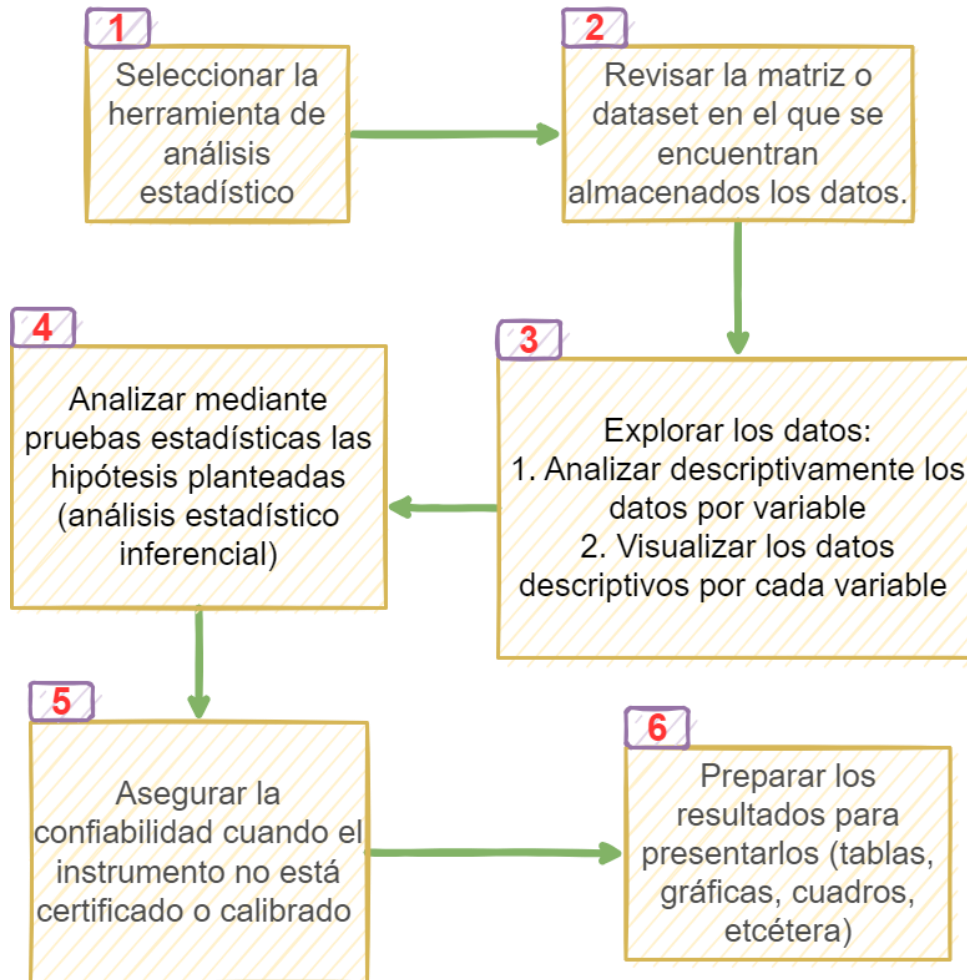 1
Seleccionar la
herramienta de
análisis
estadístico
2
Revisar la matriz o
dataset en el que se
encuentran
almacenados los datos.
3
Explorar los datos:
1. Analizar descriptivamente los
datos por variable
2. Visualizar los datos
descriptivos por cada variable
4
Analizar mediante
pruebas estadísticas las
hipótesis planteadas
(análisis estadístico
inferencial)
5
Asegurar la
confiabilidad cuando el
instrumento no está
certificado o calibrado
6
Preparar los
resultados para
presentarlos (tablas,
gráficas, cuadros,
etcétera)